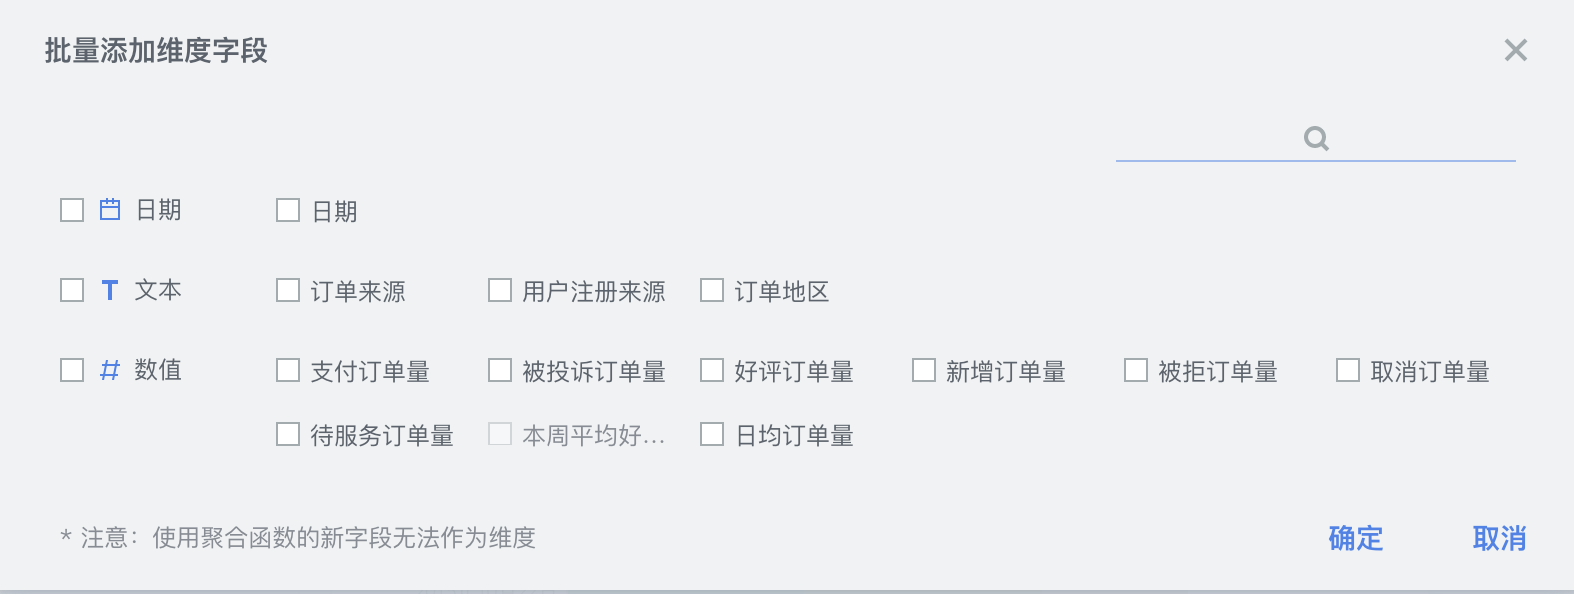 批量添加维度字段
日期 日期
文本 订单来源 用户注册来源 订单地区
数值 支付订单量 被投诉订单量 好评订单量 新增订单量 被拒订单量 取消订单量
待服务订单量 本周平均好... 日均订单量
* 注意：使用聚合函数的新字段无法作为维度
确定 取消